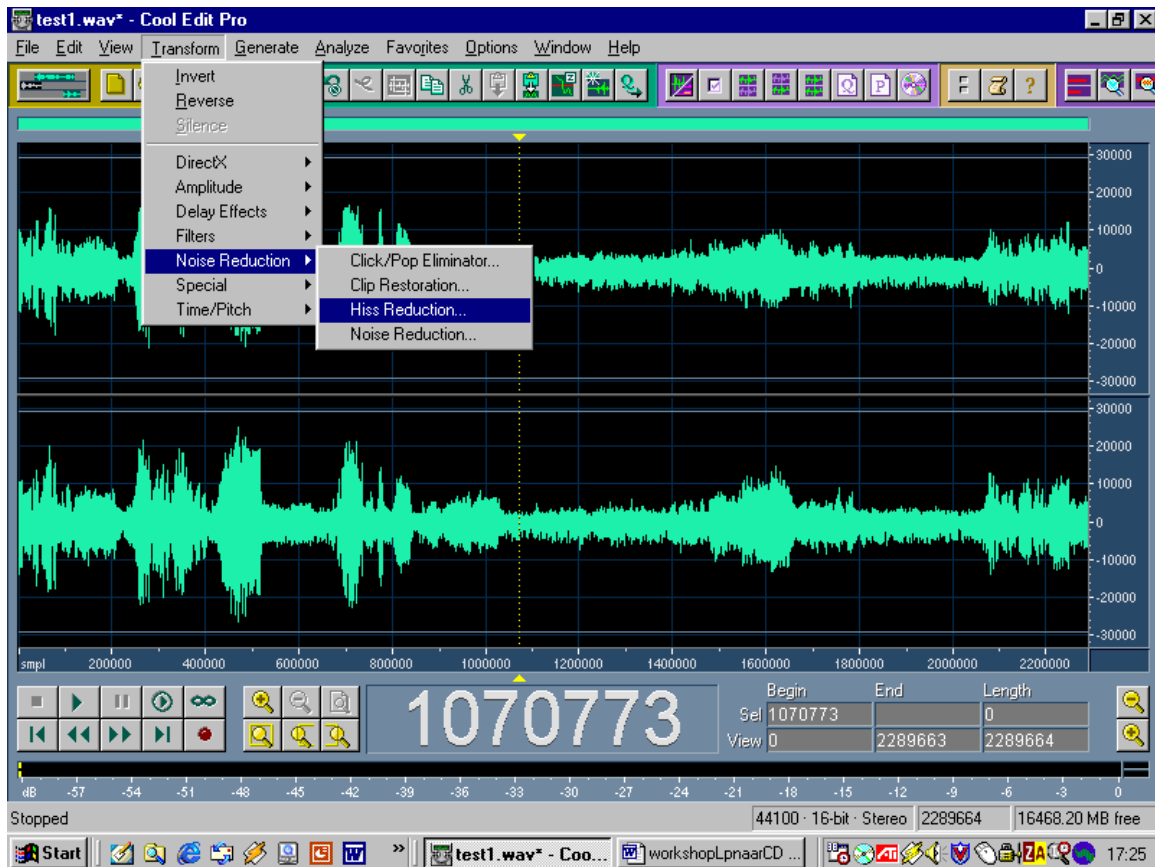 test1.wav* - Cool Edit Pro
File Edit View Transform Generate Analyze Favorites Options Window Help
Invert
Reverse
Silence
DirectX
Amplitude
Delay Effects
Filters
Noise Reduction
Special
Time/Pitch
Click/Pop Eliminator...
Clip Restoration...
Hiss Reduction...
Noise Reduction...
F ?
Q P
30000
20000
10000
0
-10000
-20000
-30000
30000
20000
10000
0
-10000
-20000
-30000
smpl 200000 400000 600000 800000 1000000 1200000 1400000 1600000 1800000 2000000 2200000
1070773
Begin End Length
Sel 1070773 0
View 0 2289663 2289664
dB -57 -54 -51 -48 -45 -42 -39 -36 -33 -30 -27 -24 -21 -18 -15 -12 -9 -6 -3 0
Stopped 44100 · 16-bit · Stereo 2289664 16468.20 MB free
Start » test1.wav* - Coo... workshopLpnaarCD ... 17:25